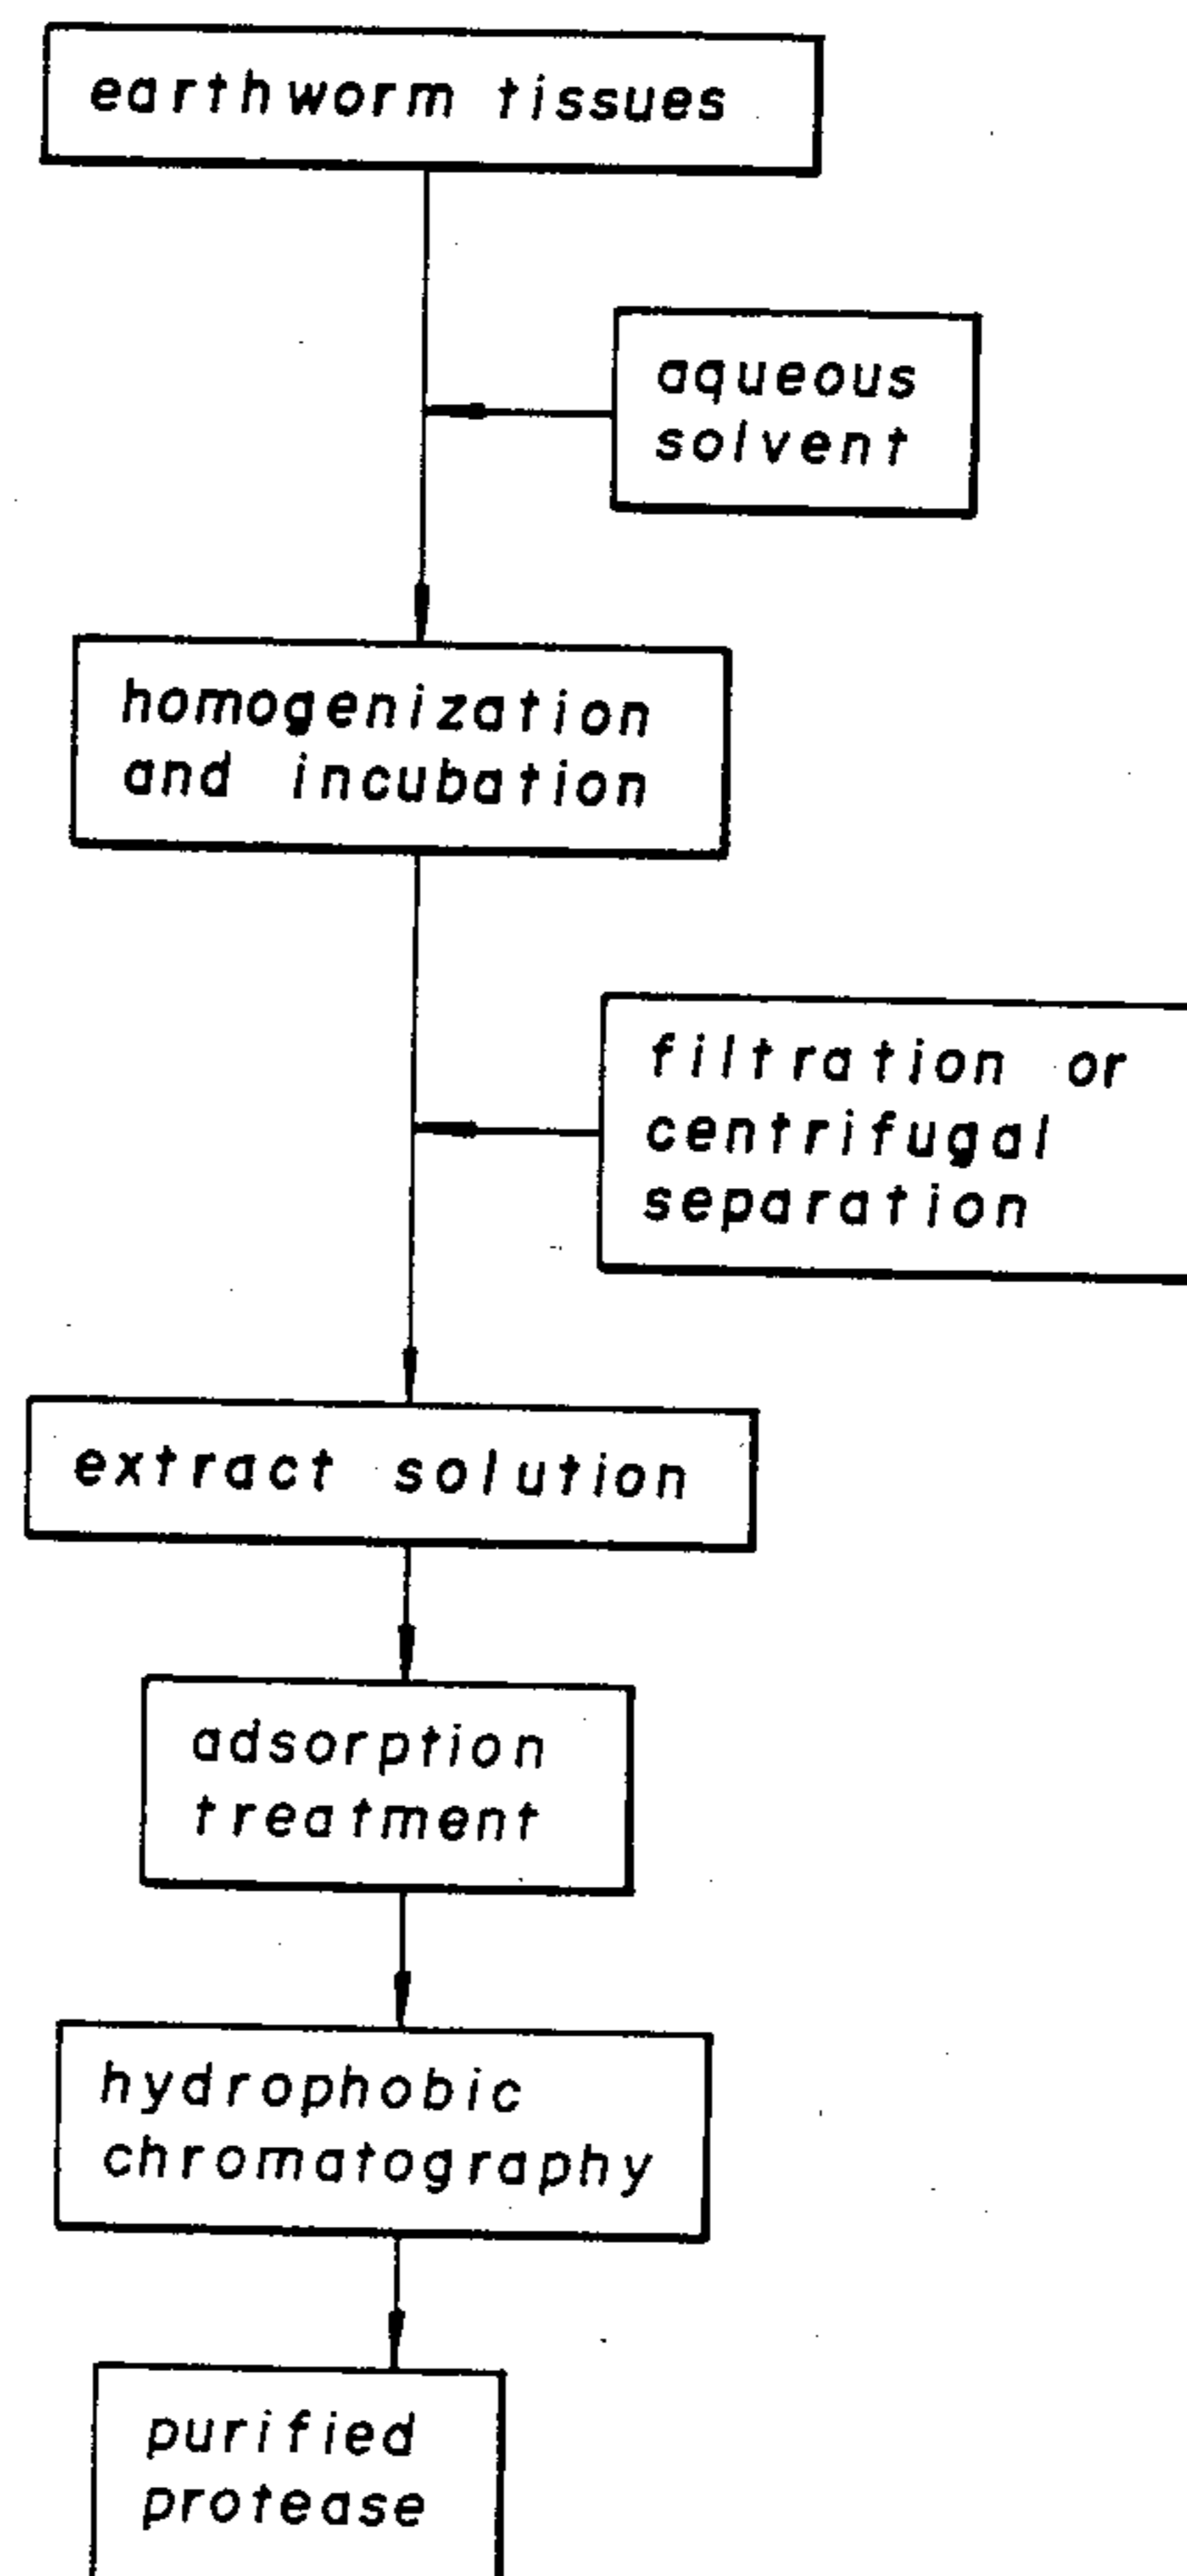 earthworm tissues
aqueous
solvent
homogenization
and incubation
filtration or
centrifugal
separation
extract solution
adsorption
treatment
hydrophobic
chromatography
purified
protease